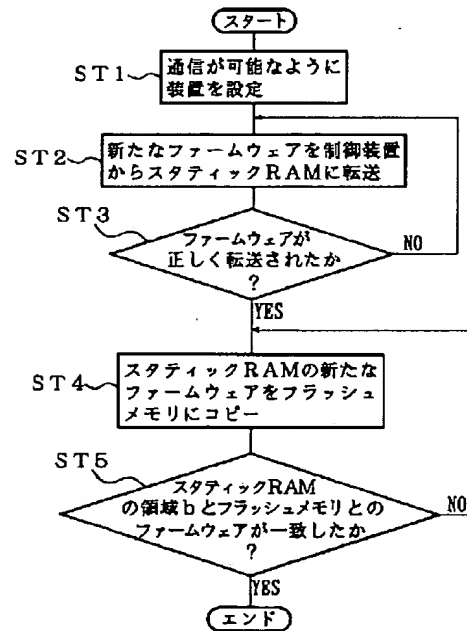 スタート
ST1
通信が可能なように
装置を設定
ST2
新たなファームウェアを制御装置
からスタティックRAMに転送
ST3
ファームウェアが
正しく転送されたか
?
NO
YES
ST4
スタティックRAMの新たな
ファームウェアをフラッシュ
メモリにコピー
ST5
スタティックRAM
の領域bとフラッシュメモリとの
ファームウェアが一致したか
?
NO
YES
エンド